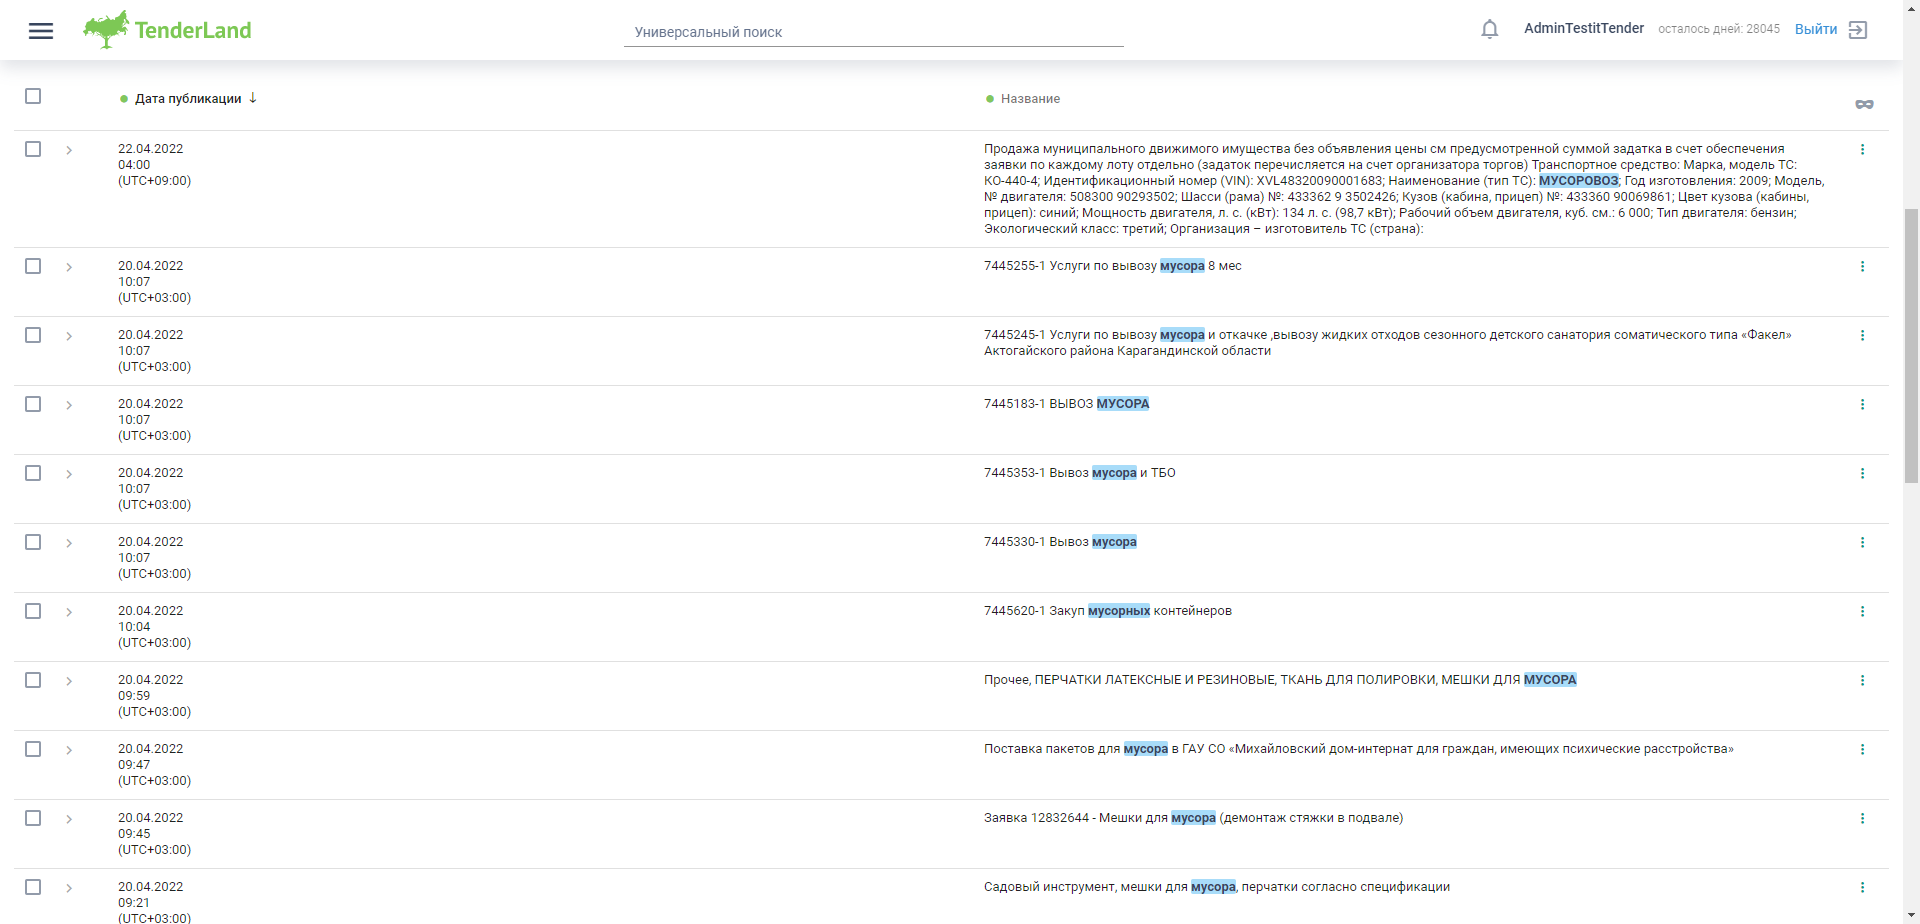 TenderLand
Универсальный поиск
AdminTestitTender
осталось дней: 28045
Выйти
Дата публикации
Название
22.04.2022
04:00
(UTC+09:00)
Продажа муниципального движимого имущества без объявления цены см предусмотренной суммой задатка в счет обеспечения
заявки по каждому лоту отдельно (задаток перечисляется на счет организатора торгов) Транспортное средство: Марка, модель ТС:
КО-440-4; Идентификационный номер (VIN): XVL48320090001683; Наименование (тип ТС): МУСОРОВОЗ; Год изготовления: 2009; Модель,
№ двигателя: 508300 90293502; Шасси (рама) №: 433362 9 3502426; Кузов (кабина, прицеп) №: 433360 90069861; Цвет кузова (кабины,
прицеп): синий; Мощность двигателя, л. с. (кВт): 134 л. с. (98,7 кВт); Рабочий объем двигателя, куб. см.: 6 000; Тип двигателя: бензин;
Экологический класс: третий; Организация – изготовитель ТС (страна):
20.04.2022
10:07
(UTC+03:00)
7445255-1 Услуги по вывозу мусора 8 мес
20.04.2022
10:07
(UTC+03:00)
7445245-1 Услуги по вывозу мусора и откачке ,вывозу жидких отходов сезонного детского санатория соматического типа «Факел»
Актогайского района Карагандинской области
20.04.2022
10:07
(UTC+03:00)
7445183-1 ВЫВОЗ МУСОРА
20.04.2022
10:07
(UTC+03:00)
7445353-1 Вывоз мусора и ТБО
20.04.2022
10:07
(UTC+03:00)
7445330-1 Вывоз мусора
20.04.2022
10:04
(UTC+03:00)
7445620-1 Закуп мусорных контейнеров
20.04.2022
09:59
(UTC+03:00)
Прочее, ПЕРЧАТКИ ЛАТЕКСНЫЕ И РЕЗИНОВЫЕ, ТКАНЬ ДЛЯ ПОЛИРОВКИ, МЕШКИ ДЛЯ МУСОРА
20.04.2022
09:47
(UTC+03:00)
Поставка пакетов для мусора в ГАУ СО «Михайловский дом-интернат для граждан, имеющих психические расстройства»
20.04.2022
09:45
(UTC+03:00)
Заявка 12832644 - Мешки для мусора (демонтаж стяжки в подвале)
20.04.2022
09:21
(UTC+03:00)
Садовый инструмент, мешки для мусора, перчатки согласно спецификации